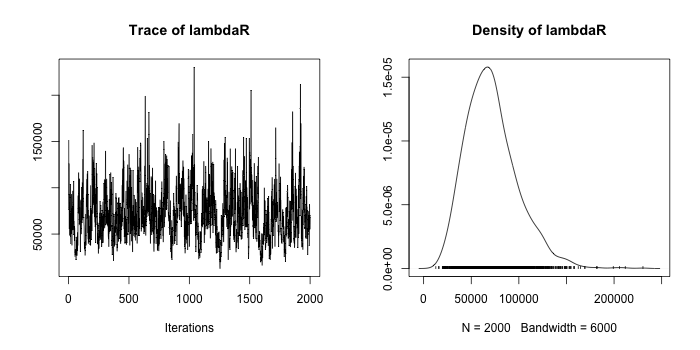 Trace of lambdaR
150000
50000
0
500
1000
1500
2000
Iterations
Density of lambdaR
1.5e-05
1.0e-05
5.0e-06
0.0e+00
0
50000
100000
200000
N = 2000 Bandwidth = 6000